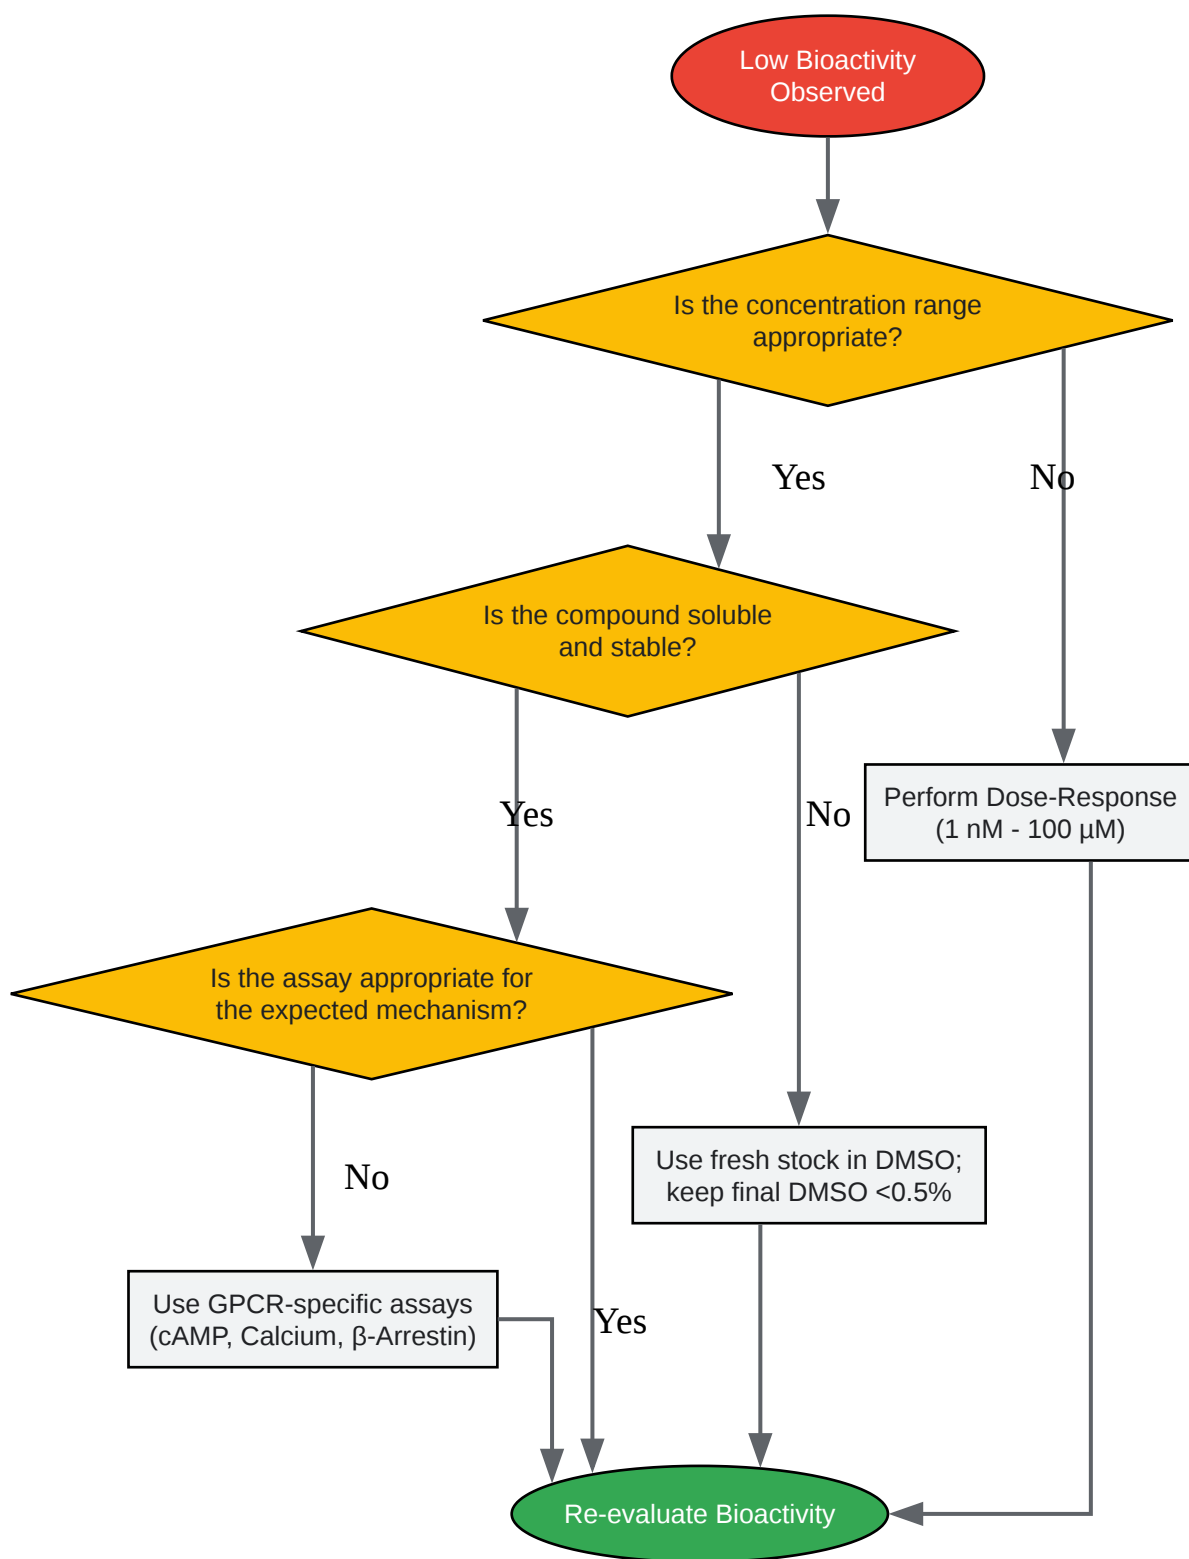 Low Bioactivity
Observed
Is the concentration range
appropriate?
Yes
No
Is the compound soluble
and stable?
Yes
No
Perform Dose-Response
(1 nM - 100 µM)
Is the assay appropriate for
the expected mechanism?
No
Use fresh stock in DMSO;
keep final DMSO <0.5%
Use GPCR-specific assays
(cAMP, Calcium, β-Arrestin)
Yes
Re-evaluate Bioactivity